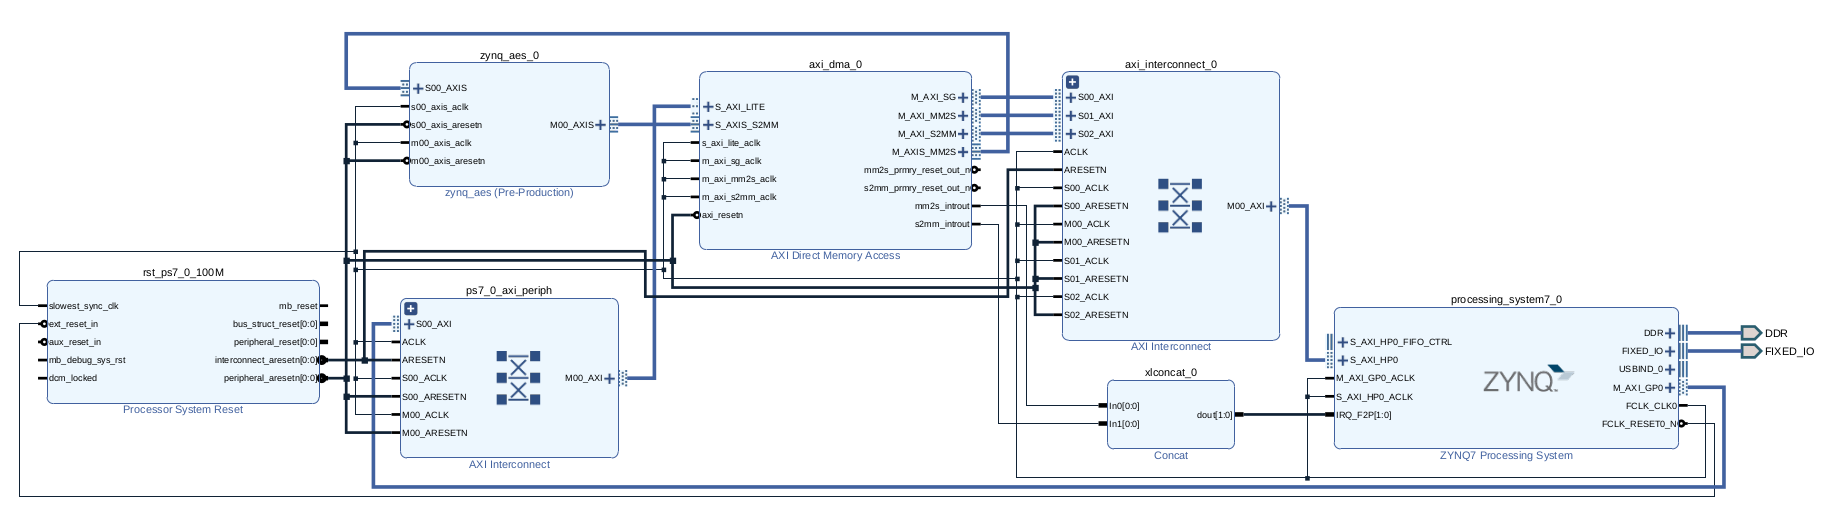 zynq_aes_0
S00_AXIS
s00_axis_aclk
s00_axis_aresetn
m00_axis_aclk
m00_axis_aresetn
M00_AXIS
zynq_aes (Pre-Production)
axi_dma_0
S_AXI_LITE
S_AXIS_S2MM
s_axi_lite_aclk
m_axi_sg_aclk
m_axi_mm2s_aclk
m_axi_s2mm_aclk
axi_resetn
M_AXI_SG
M_AXI_MM2S
M_AXI_S2MM
M_AXIS_MM2S
mm2s_prmry_reset_out_n
s2mm_prmry_reset_out_n
mm2s_introut
s2mm_introut
AXI Direct Memory Access
axi_interconnect_0
S00_AXI
S01_AXI
S02_AXI
ACLK
ARESETN
S00_ACLK
S00_ARESETN
M00_ACLK
M00_ARESETN
S01_ACLK
S01_ARESETN
S02_ACLK
S02_ARESETN
M00_AXI
AXI Interconnect
rst_ps7_0_100M
slowest_sync_clk
ext_reset_in
aux_reset_in
mb_debug_sys_rst
dcm_locked
mb_reset
bus_struct_reset[0:0]
peripheral_reset[0:0]
interconnect_aresetn[0:0]
peripheral_aresetn[0:0]
Processor System Reset
ps7_0_axi_periph
S00_AXI
ACLK
ARESETN
S00_ACLK
S00_ARESETN
M00_ACLK
M00_ARESETN
M00_AXI
AXI Interconnect
xlconcat_0
In0[0:0]
In1[0:0]
dout[1:0]
Concat
processing_system7_0
S_AXI_HP0_FIFO_CTRL
S_AXI_HP0
M_AXI_GP0_ACLK
S_AXI_HP0_ACLK
IRQ_F2P[1:0]
ZYNQ
DDR
FIXED_IO
USBIND_0
M_AXI_GP0
FCLK_CLK0
FCLK_RESET0_N
ZYNQ7 Processing System
DDR
FIXED_IO